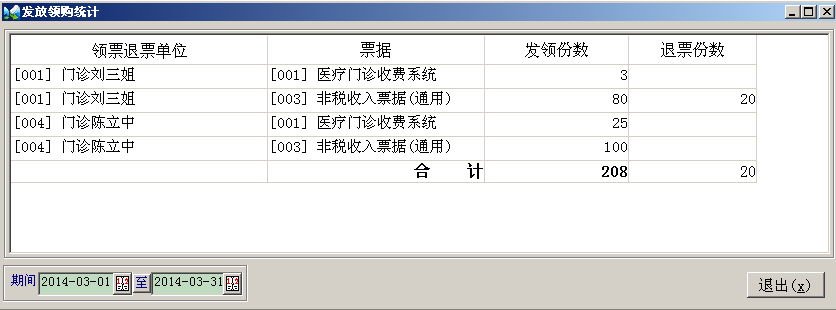 发放领购统计
领票退票单位 票据 发领份数 退票份数
[001] 门诊刘三姐 [001] 医疗门诊收费系统 3
[001] 门诊刘三姐 [003] 非税收入票据(通用) 80 20
[004] 门诊陈立中 [001] 医疗门诊收费系统 25
[004] 门诊陈立中 [003] 非税收入票据(通用) 100
合 计 208 20
期间 2014-03-01 至 2014-03-31 退出(x)